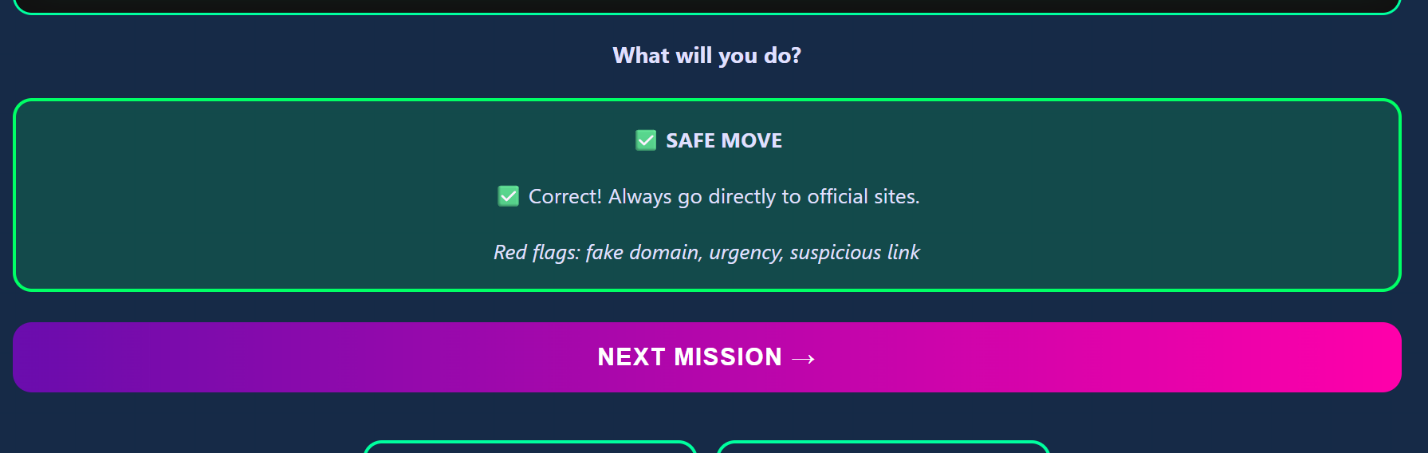 What will you do?
✅ SAFE MOVE
✅ Correct! Always go directly to official sites.
Red flags: fake domain, urgency, suspicious link
NEXT MISSION →